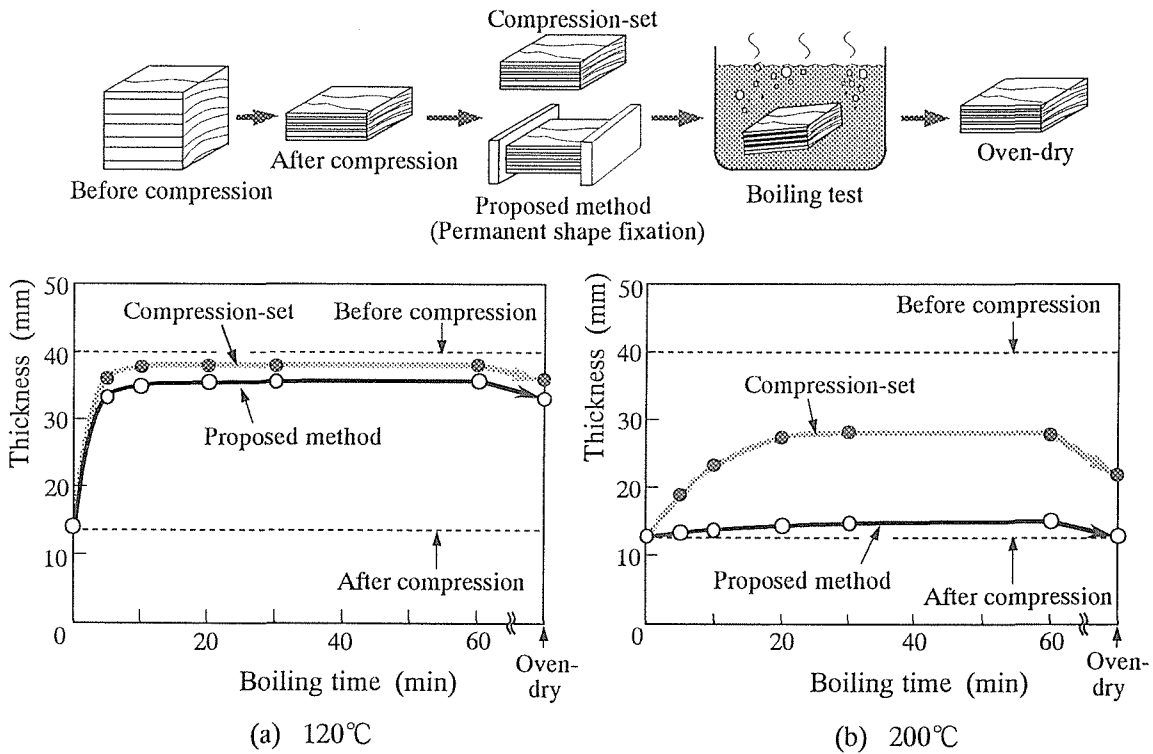 Compression-set
Before compression
After compression
Proposed method
(Permanent shape fixation)
Boiling test
Oven-dry
Thickness (mm)
50
40
30
20
10
0
20
40
60
Compression-set
Before compression
Proposed method
After compression
Oven-
dry
Boiling time (min)
(a) 120℃
Thickness (mm)
50
40
30
20
10
0
20
40
60
Before compression
Compression-set
Proposed method
After compression
Oven-
dry
Boiling time (min)
(b) 200℃